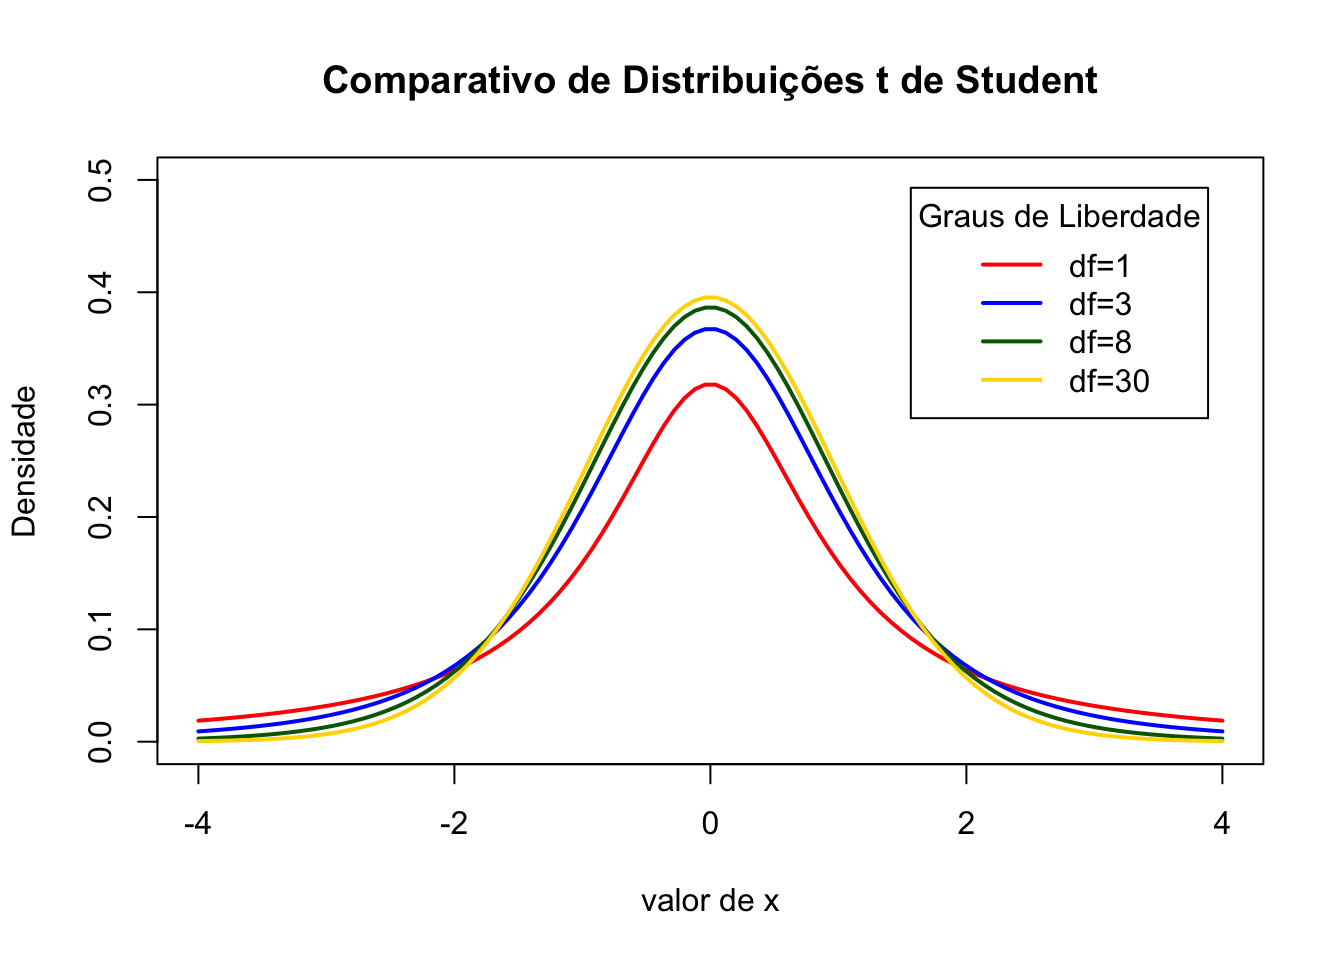 Comparativo de Distribuições t de Student
Graus de Liberdade
df=1
df=3
df=8
df=30
Densidade
0.5
0.4
0.3
0.2
0.1
0.0
-4 -2 0 2 4
valor de x